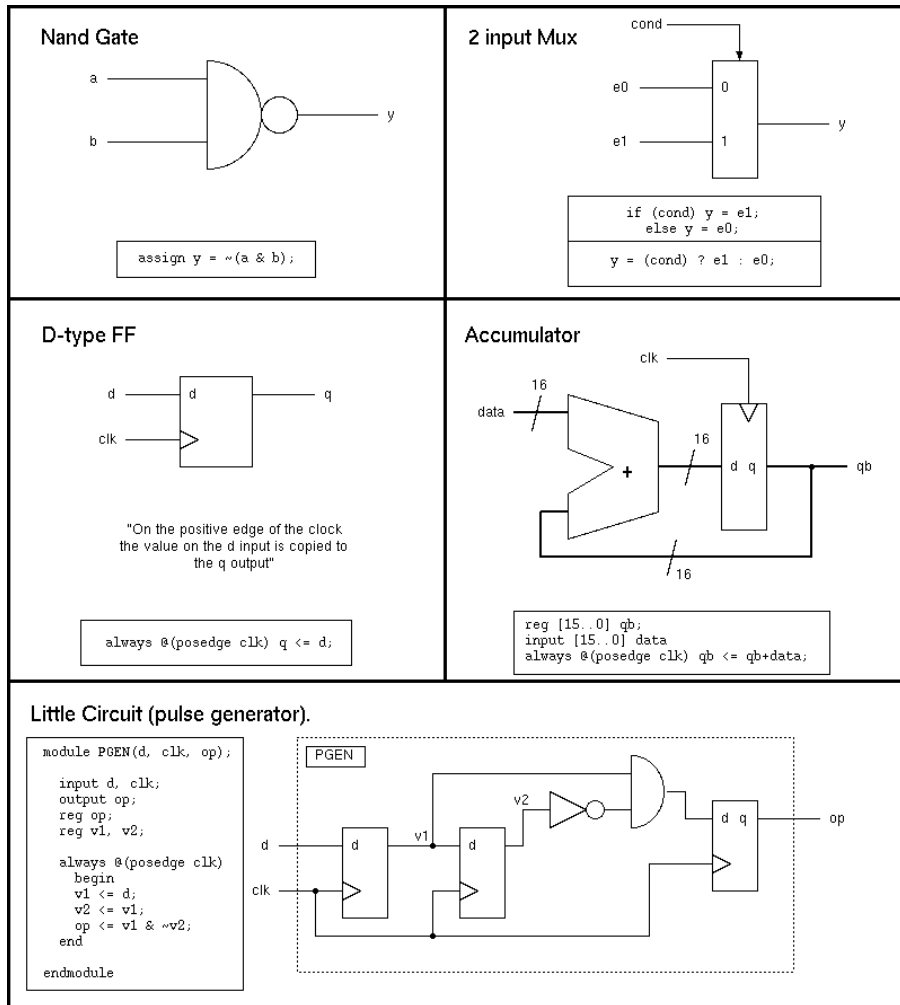 Nand Gate
a
b
y
assign y = ~(a & b);
2 input Mux
cond
e0
0
e1
1
y
if (cond) y = e1;
else y = e0;
y = (cond) ? e1 : e0;
D-type FF
d
d
q
clk
"On the positive edge of the clock
the value on the d input is copied to
the q output"
always @(posedge clk) q <= d;
Accumulator
clk
16
data
16
+
d q
qb
16
reg [15..0] qb;
input [15..0] data
always @(posedge clk) qb <= qb+data;
Little Circuit (pulse generator).
module PGEN(d, clk, op);
input d, clk;
output op;
reg op;
reg v1, v2;
always @(posedge clk)
begin
v1 <= d;
v2 <= v1;
op <= v1 & ~v2;
end
endmodule
PGEN
v2
d q
op
d
d
v1
d
clk